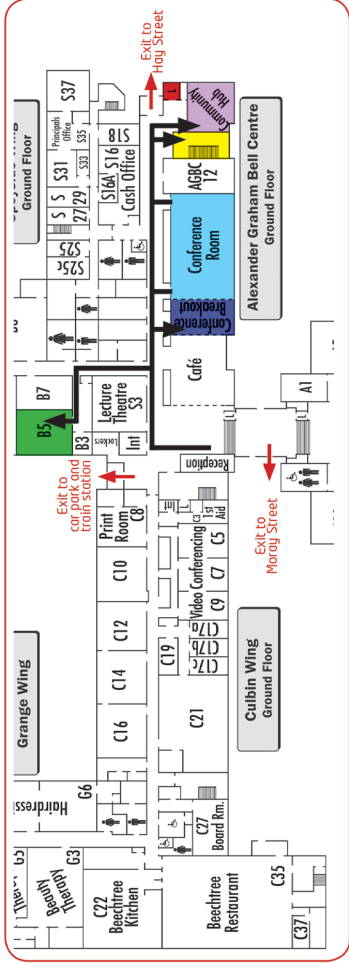 Exit to
Hay Street
S37
Principals
Office
S35
S33
S31
S
29
S
27
S25
S25c
S18
S16
S16A
Cash Office
L
Community
Hub
AGBC
12
Conference
Room
Conference
Breakout
Café
Ground Floor
Alexander Graham Bell Centre
Ground Floor
B7
B5
B3
Lockers
Lecture
Theatre
S3
Int
Reception
A1
Exit to
car park and
train station
Exit to
Moray Street
Print
Room
C8
C10
C12
C14
C16
Int
L
C3
1st
Aid
Video Conferencing
C5
C7
C9
C17a
C17b
C17c
C19
C21
Grange Wing
Culbin Wing
Ground Floor
G6
G5
G3
Beauty
Therapy
C22
Beechtree
Kitchen
C27
Board Rm.
Beechtree
Restaurant
C35
C37